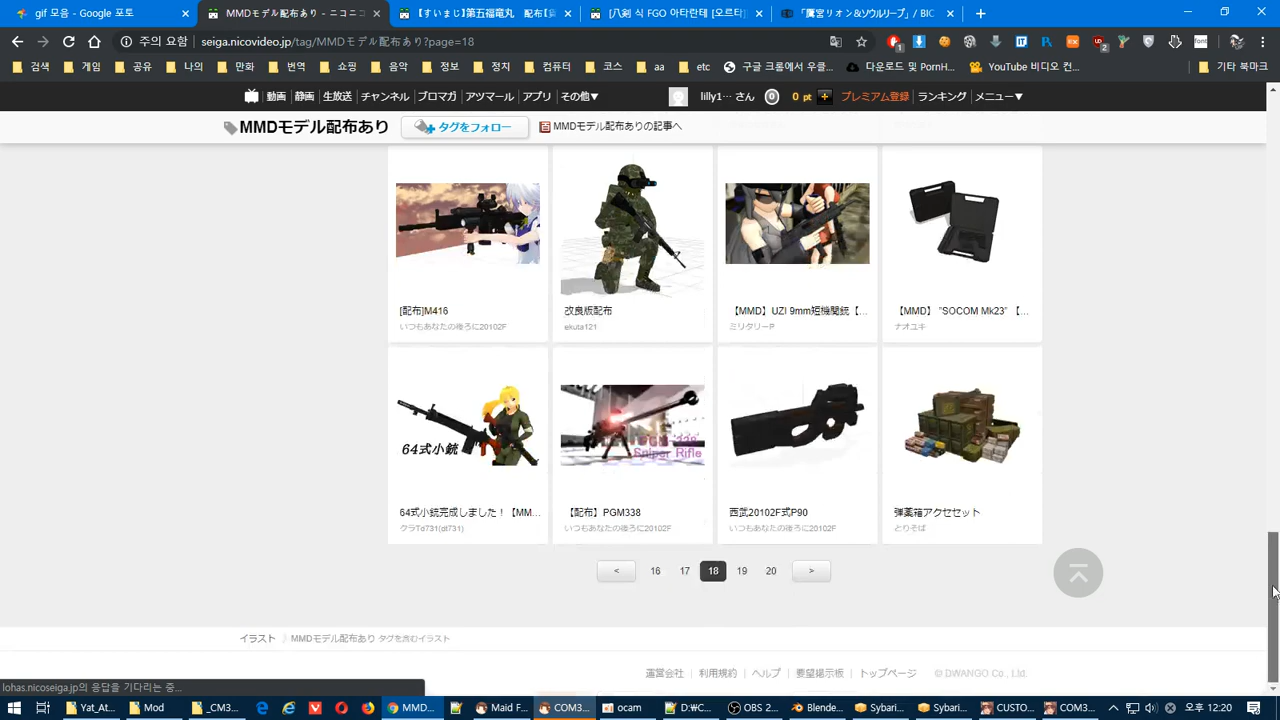 gif 모음 - Google 포토
MMDモデル配布あり - ニコニコ
【すいまじ】第五福竜丸 配布【
[八剣 식 FGO 아타란테 [오르타]
「鷹宮リオン&ソウルリープ」/ BIC
주의 요함 | seiga.nicovideo.jp/tag/MMDモデル配布あり?page=18
검색 게임 공유 나의 만화 번역 쇼핑 음악 정보 정치 컴퓨터 코스 aa etc 구글 크롬에서 우클... 다운로드 및 PornH... YouTube 비디오 컨... 기타 북마크
動画 静画 生放送 チャンネル ブロマガ アツマール アプリ その他▼ lilly1… さん 0 0 pt + プレミアム登録 ランキング メニュー▼
MMDモデル配布あり タグをフォロー MMDモデル配布ありの記事へ
[配布]M416
いつもあなたの後ろに20102F
改良版配布
ekuta121
【MMD】UZI 9mm短機関銃【...
ミリタリーP
【MMD】 "SOCOM Mk23" 【...
ナオユキ
64式小銃
PGM 338
Sniper Rifle
64式小銃完成しました！【MM...
クラTd731(dt731)
【配布】PGM338
いつもあなたの後ろに20102F
西武20102F式P90
いつもあなたの後ろに20102F
弾薬箱アクセセット
とりそば
< 16 17 18 19 20 >
イラスト MMDモデル配布あり タグを含むイラスト
運営会社 | 利用規約 | ヘルプ | 要望掲示板 | トップページ © DWANGO Co., Ltd.
lohas.nicoseiga.jp의 응답을 기다리는 중...
Yat_At... Mod _CM3... MMD... Maid F... COM3... ocam D:₩C... OBS 2... Blende... Sybari... Sybari... CUSTO... COM3... 오후 12:20